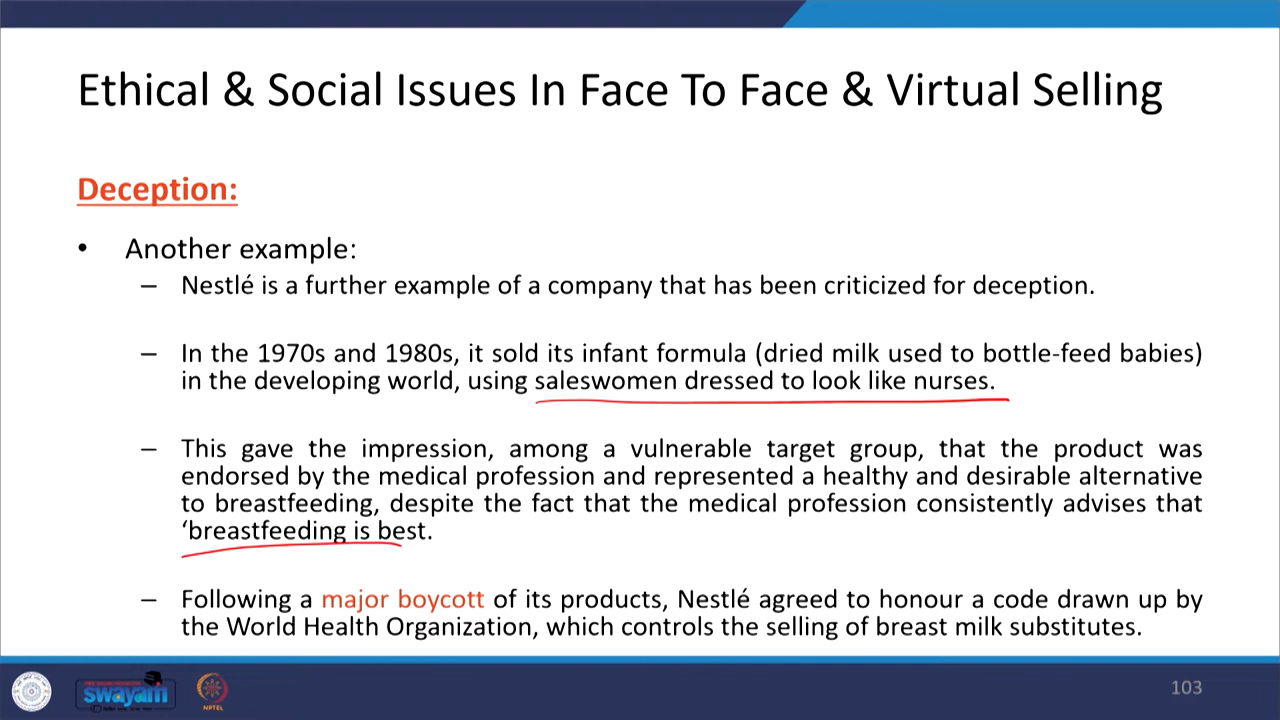 Ethical & Social Issues In Face To Face & Virtual Selling
Deception:
• Another example:
– Nestlé is a further example of a company that has been criticized for deception.
– In the 1970s and 1980s, it sold its infant formula (dried milk used to bottle-feed babies)
in the developing world, using saleswomen dressed to look like nurses.
– This gave the impression, among a vulnerable target group, that the product was
endorsed by the medical profession and represented a healthy and desirable alternative
to breastfeeding, despite the fact that the medical profession consistently advises that
‘breastfeeding is best.
– Following a major boycott of its products, Nestlé agreed to honour a code drawn up by
the World Health Organization, which controls the selling of breast milk substitutes.
swayam
NPTEL
103